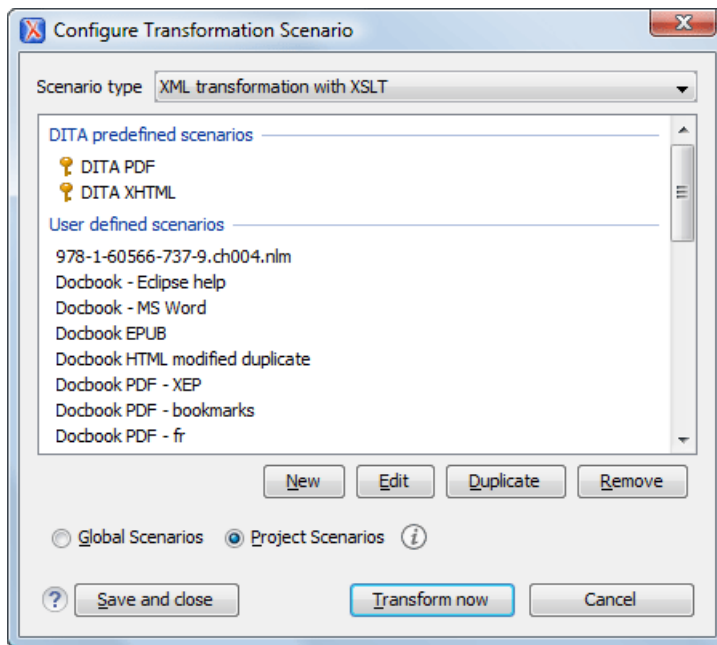 Configure Transformation Scenario
Scenario type XML transformation with XSLT
DITA predefined scenarios
DITA PDF
DITA XHTML
User defined scenarios
978-1-60566-737-9.ch004.nlm
Docbook - Eclipse help
Docbook - MS Word
Docbook EPUB
Docbook HTML modified duplicate
Docbook PDF - XEP
Docbook PDF - bookmarks
Docbook PDF - fr
New Edit Duplicate Remove
Global Scenarios Project Scenarios i
? Save and close Transform now Cancel